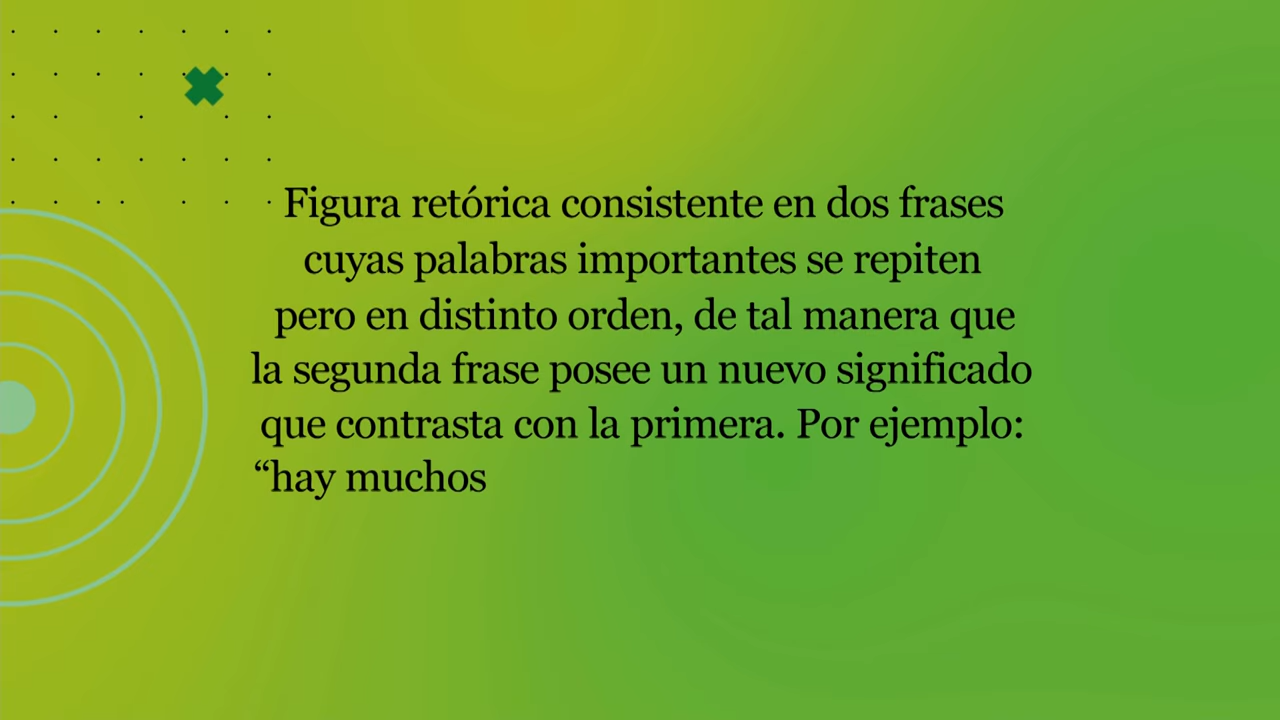 Figura retórica consistente en dos frases
cuyas palabras importantes se repiten
pero en distinto orden, de tal manera que
la segunda frase posee un nuevo significado
que contrasta con la primera. Por ejemplo:
“hay muchos